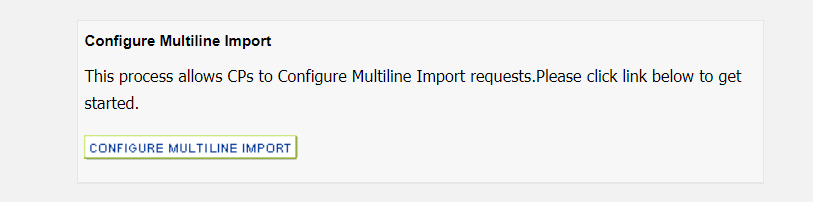 Configure Multiline Import
This process allows CPs to Configure Multiline Import requests.Please click link below to get
started.
CONFIGURE MULTILINE IMPORT